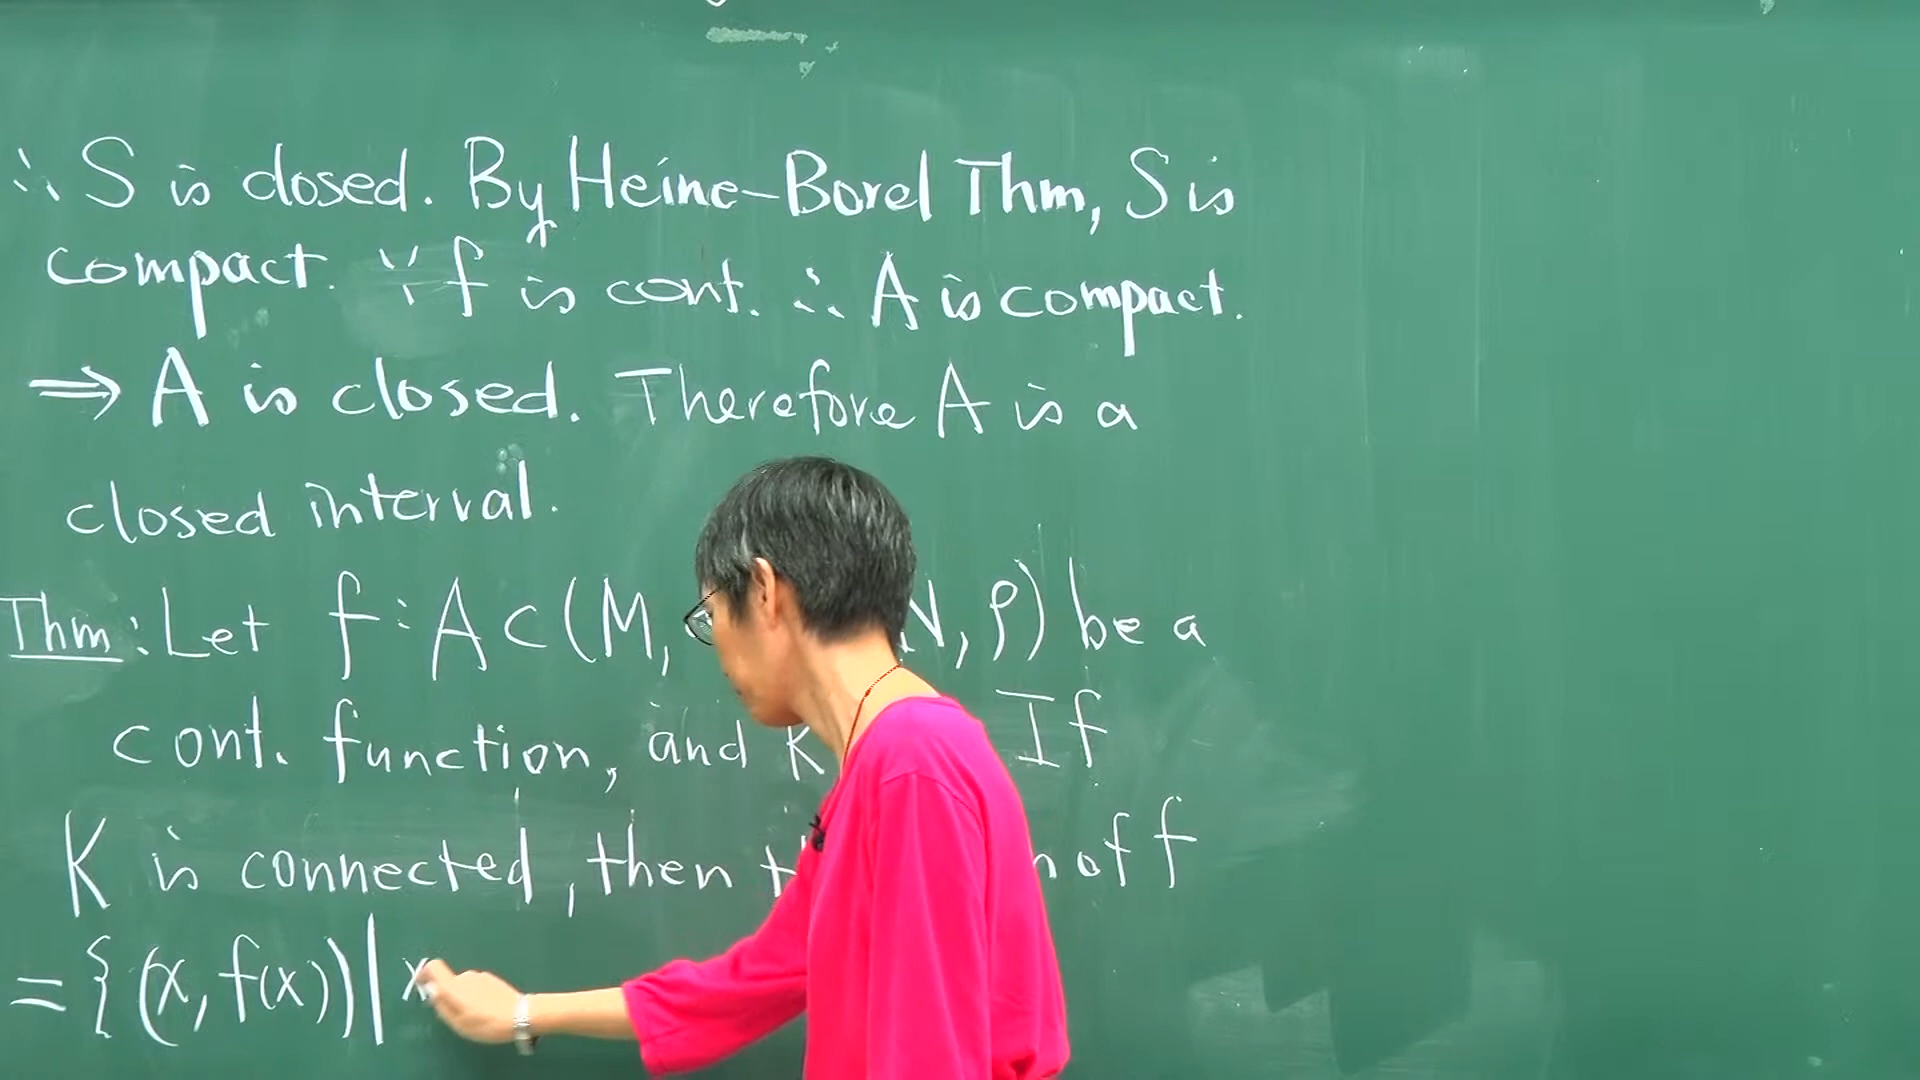 ∴ S is closed. By Heine-Borel Thm, S is
compact. ∵ f is cont. ∴ A is compact.
⇒ A is closed. Therefore A is a
closed interval.
Thm: Let f: A ⊂ (M, N, ρ) be a
cont. function, and K If
K is connected, then of f
= {(x, f(x)) | x